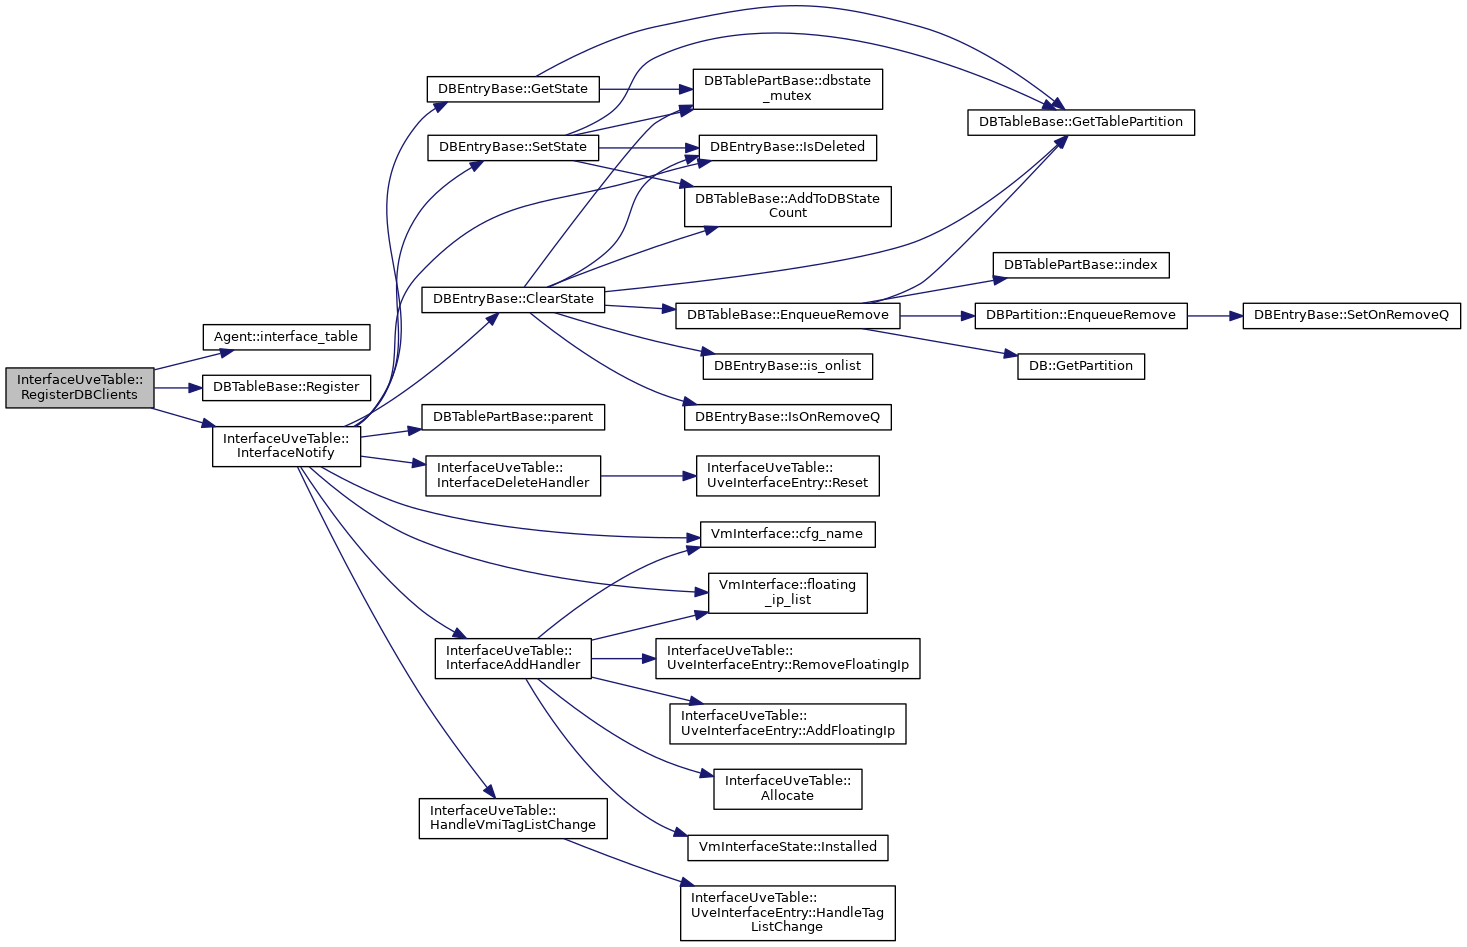 InterfaceUveTable::
RegisterDBClients
Agent::interface_table
DBTableBase::Register
InterfaceUveTable::
InterfaceNotify
DBEntryBase::GetState
DBEntryBase::SetState
DBEntryBase::ClearState
DBTablePartBase::parent
InterfaceUveTable::
InterfaceDeleteHandler
InterfaceUveTable::
InterfaceAddHandler
InterfaceUveTable::
HandleVmiTagListChange
DBTablePartBase::dbstate
_mutex
DBEntryBase::IsDeleted
DBTableBase::AddToDBState
Count
DBTableBase::EnqueueRemove
DBEntryBase::is_onlist
DBEntryBase::IsOnRemoveQ
InterfaceUveTable::
UveInterfaceEntry::Reset
VmInterface::cfg_name
VmInterface::floating
_ip_list
InterfaceUveTable::
UveInterfaceEntry::RemoveFloatingIp
InterfaceUveTable::
UveInterfaceEntry::AddFloatingIp
InterfaceUveTable::
Allocate
VmInterfaceState::Installed
InterfaceUveTable::
UveInterfaceEntry::HandleTag
ListChange
DBTableBase::GetTablePartition
DBTablePartBase::index
DBPartition::EnqueueRemove
DB::GetPartition
DBEntryBase::SetOnRemoveQ